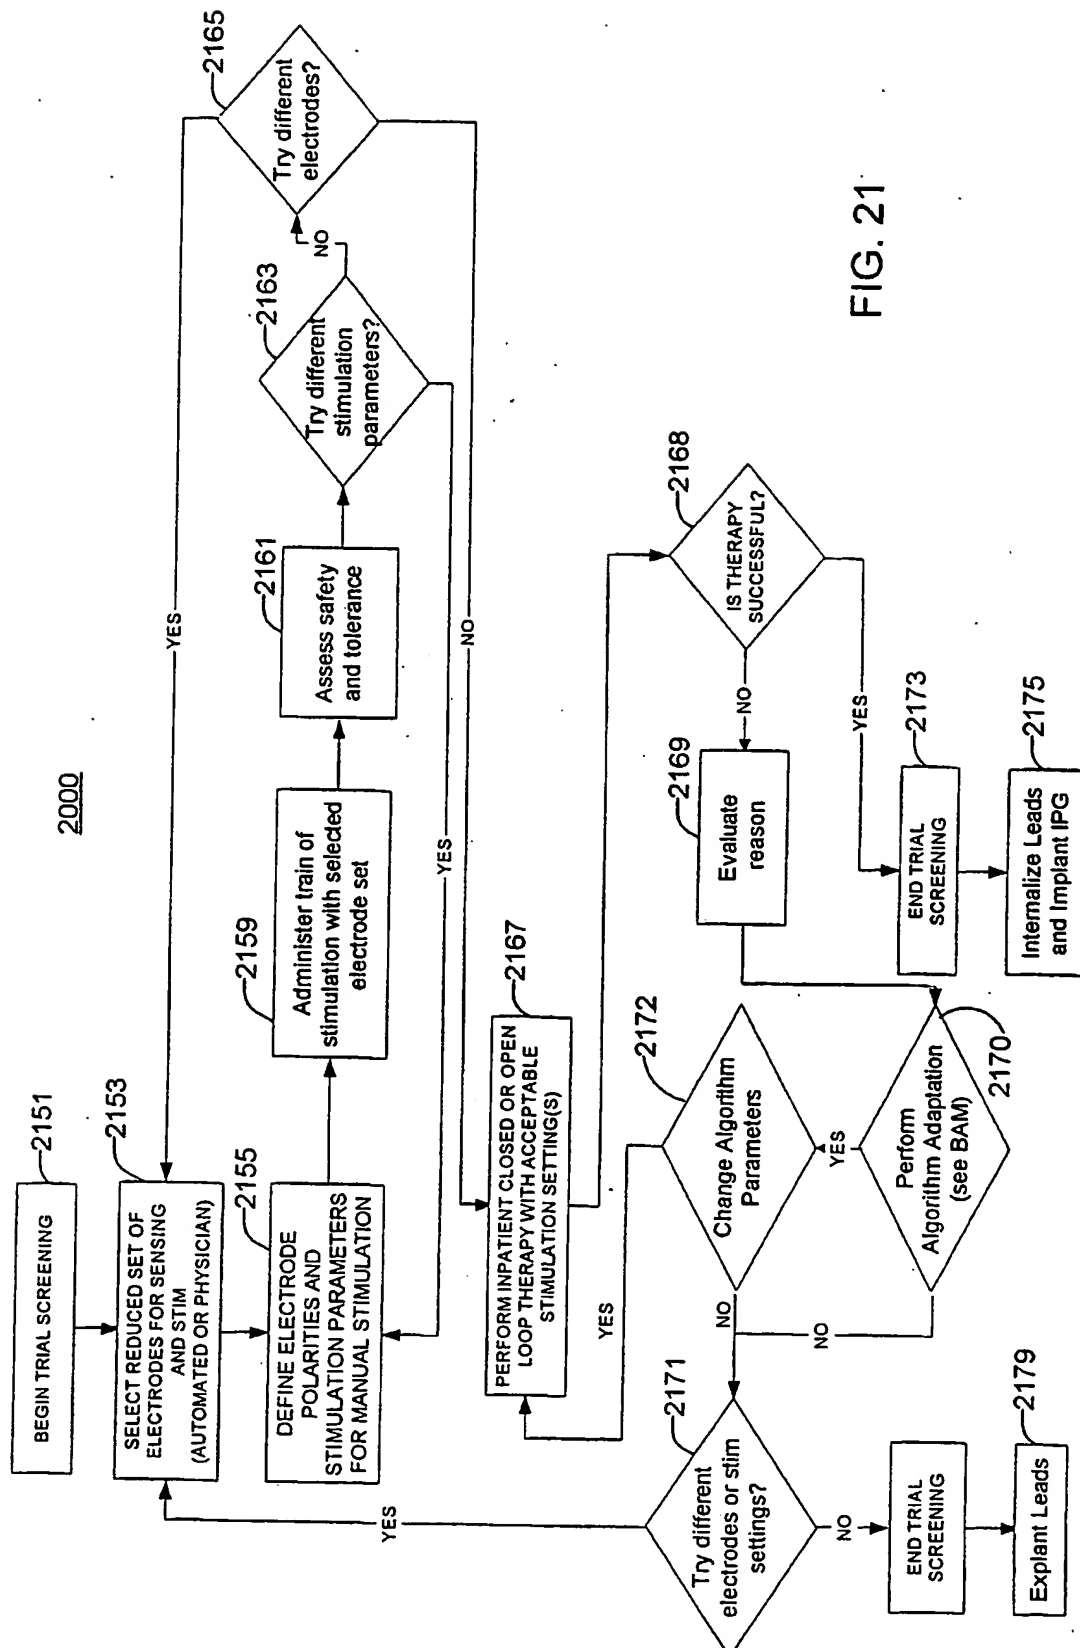 2000
2151
BEGIN TRIAL SCREENING
2153
SELECT REDUCED SET OF
ELECTRODES FOR SENSING
AND STIM
(AUTOMATED OR PHYSICIAN)
2155
DEFINE ELECTRODE
POLARITIES AND
STIMULATION PARAMETERS
FOR MANUAL STIMULATION
2159
Administer train of
stimulation with selected
electrode set
2161
Assess safety
and tolerance
2163
Try different
stimulation
parameters?
NO
YES
2165
Try different
electrodes?
YES
NO
2167
PERFORM INPATIENT CLOSED OR OPEN
LOOP THERAPY WITH ACCEPTABLE
STIMULATION SETTING(S)
2168
IS THERAPY
SUCCESSFUL?
NO
YES
2169
Evaluate
reason
2170
Perform
Algorithm Adaptation
(see BAM)
YES
NO
2172
Change Algorithm
Parameters
YES
NO
2171
Try different
electrodes or stim
settings?
YES
NO
END TRIAL
SCREENING
2179
Explant Leads
2173
END TRIAL
SCREENING
2175
Internalize Leads
and Implant IPG
FIG. 21